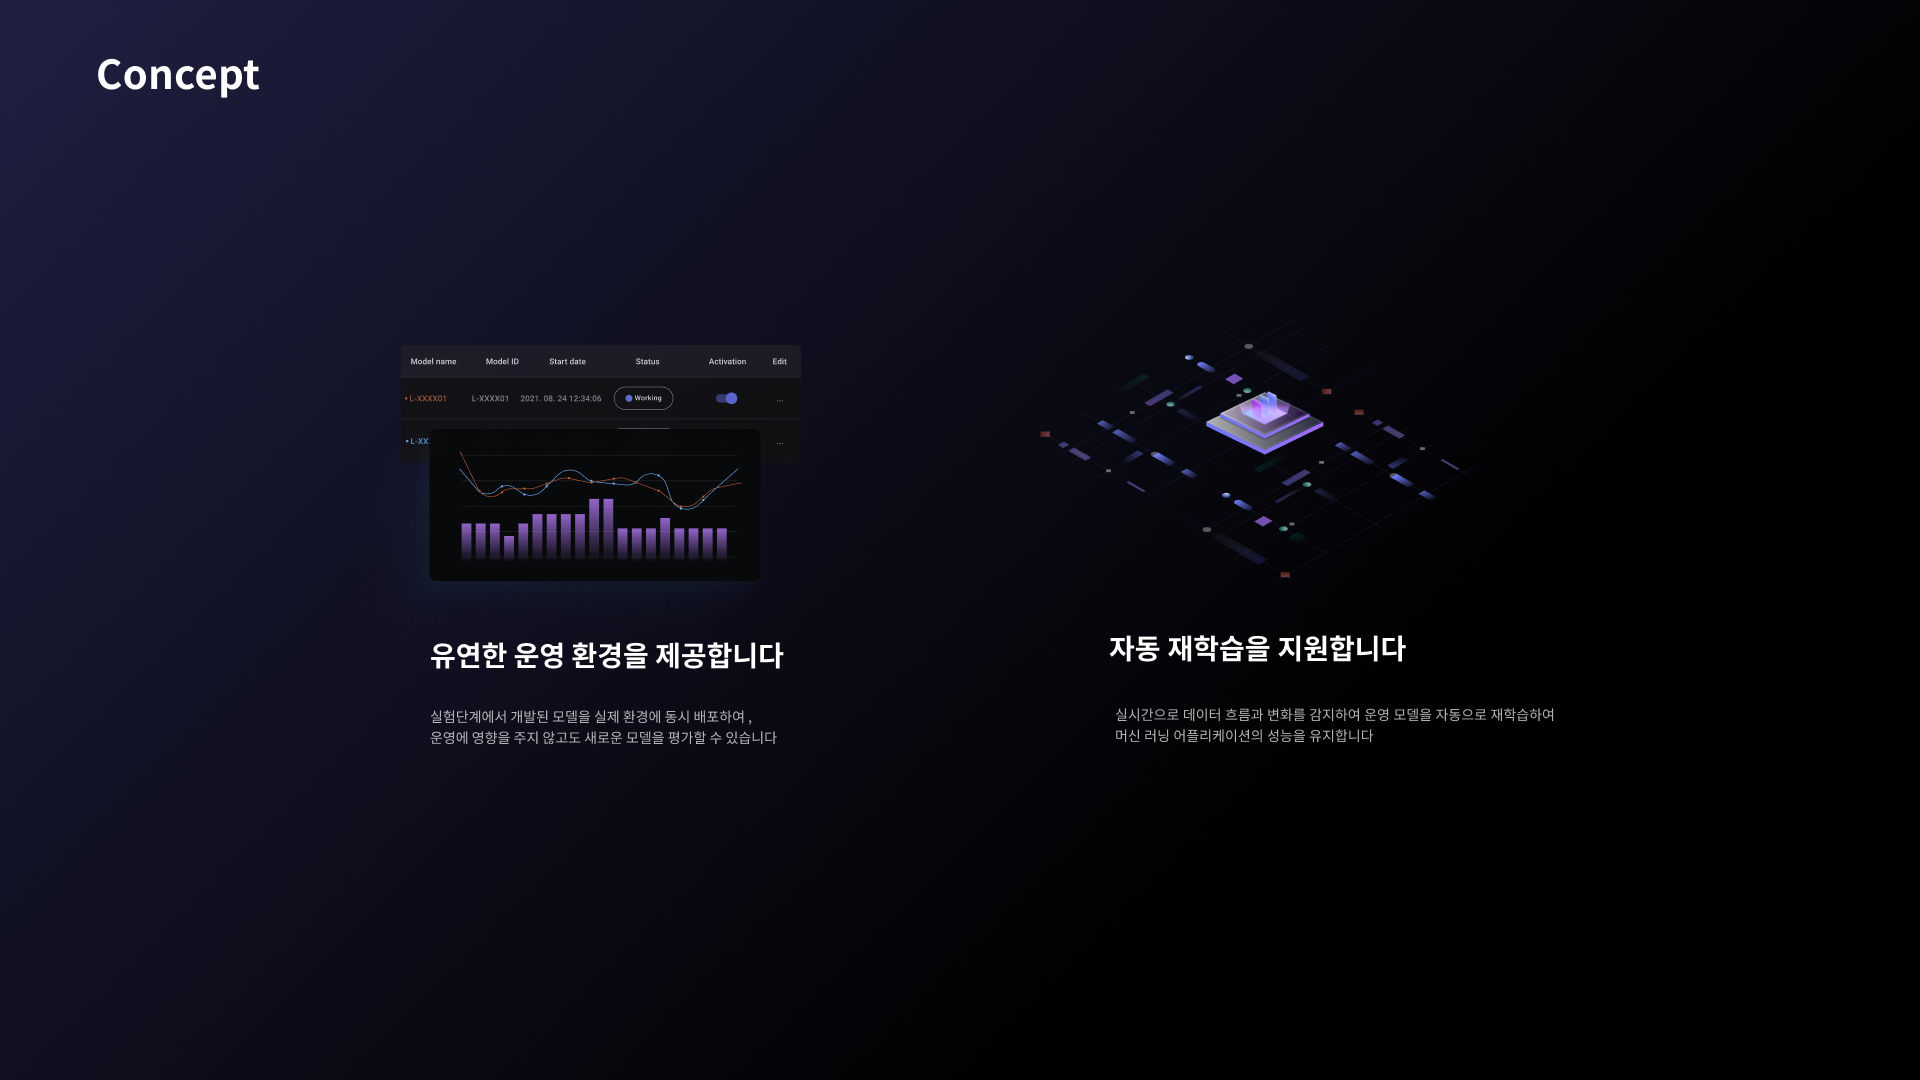 Concept
Model name Model ID Start date Status Activation Edit
• L-XXXX01 L-XXXX01 2021. 08. 24 12:34:06 Working ...
• L-XX ...
유연한 운영 환경을 제공합니다
실험단계에서 개발된 모델을 실제 환경에 동시 배포하여 ,
운영에 영향을 주지 않고도 새로운 모델을 평가할 수 있습니다
자동 재학습을 지원합니다
실시간으로 데이터 흐름과 변화를 감지하여 운영 모델을 자동으로 재학습하여
머신 러닝 어플리케이션의 성능을 유지합니다